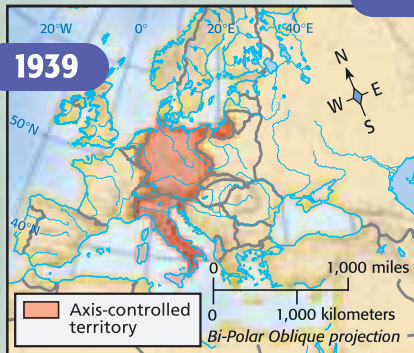 20°W 0° 20°E 40°E
1939
N
W E
S
50°N
40°N
0 1,000 miles
0 1,000 kilometers
Bi-Polar Oblique projection
Axis-controlled
territory